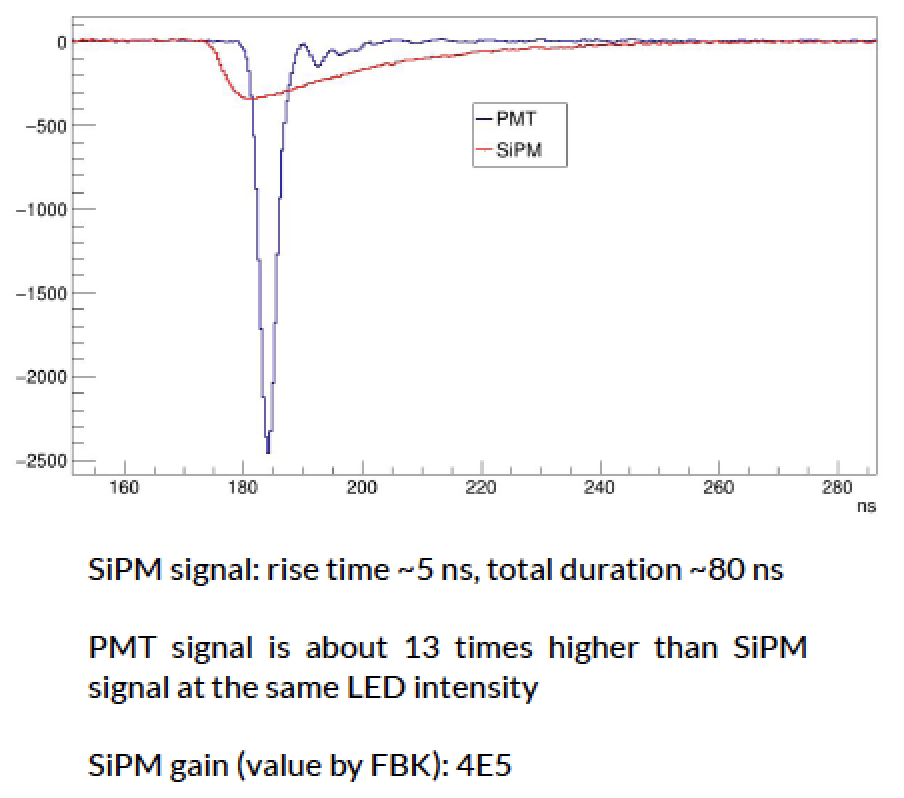 0
−500
−1000
−1500
−2000
−2500
PMT
SiPM
160 180 200 220 240 260 280
ns
SiPM signal: rise time ~5 ns, total duration ~80 ns
PMT signal is about 13 times higher than SiPM
signal at the same LED intensity
SiPM gain (value by FBK): 4E5